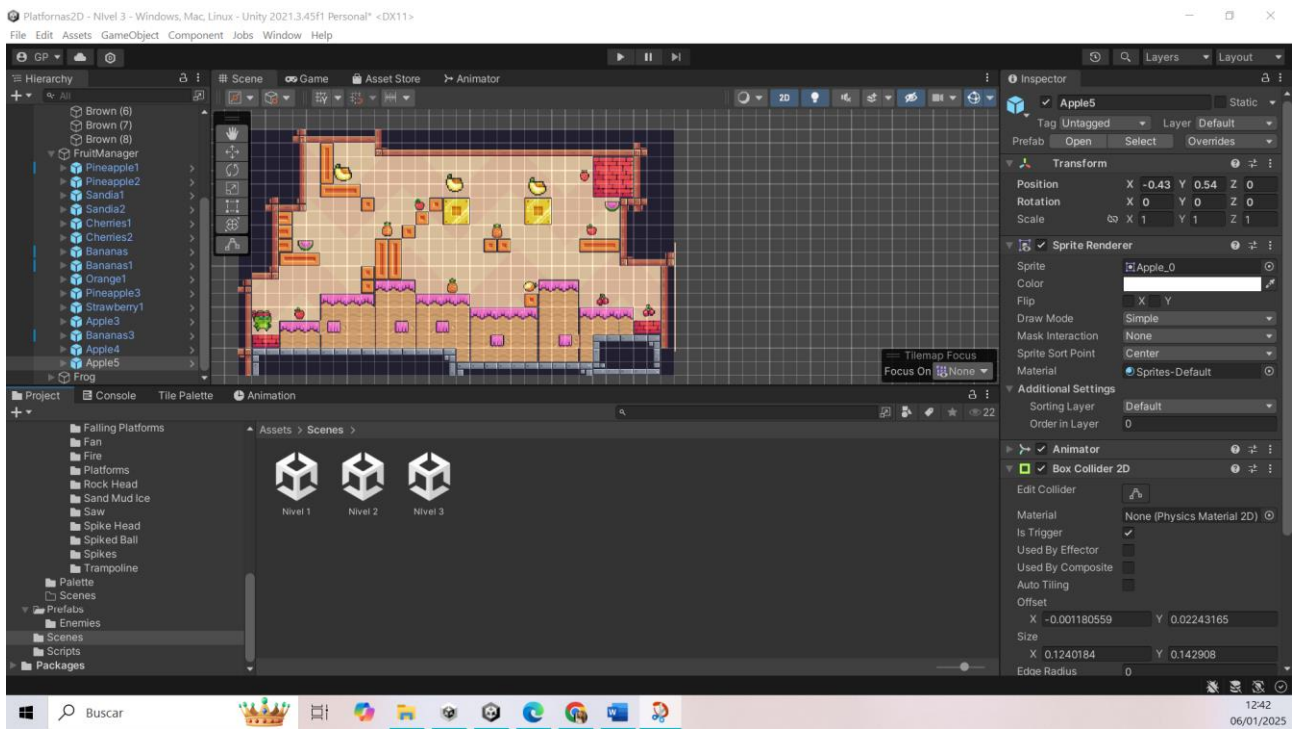 Platfornas2D - NIvel 3 - Windows, Mac, Linux - Unity 2021.3.45f1 Personal* <DX11>
File Edit Assets GameObject Component Jobs Window Help
GP
Layers
Layout
Hierarchy
All
Brown (6)
Brown (7)
Brown (8)
FruitManager
Pineapple1
Pineapple2
Sandia1
Sandia2
Cherries1
Cherries2
Bananas
Bananas1
Orange1
Pineapple3
Strawberry1
Apple3
Bananas3
Apple4
Apple5
Frog
Scene Game Asset Store Animator
2D
Tilemap Focus
Focus On None
Inspector
Apple5 Static
Tag Untagged Layer Default
Prefab Open Select Overrides
Transform
Position X -0.43 Y 0.54 Z 0
Rotation X 0 Y 0 Z 0
Scale X 1 Y 1 Z 1
Sprite Renderer
Sprite Apple_0
Color
Flip X Y
Draw Mode Simple
Mask Interaction None
Sprite Sort Point Center
Material Sprites-Default
Additional Settings
Sorting Layer Default
Order in Layer 0
Animator
Box Collider 2D
Edit Collider
Material None (Physics Material 2D)
Is Trigger
Used By Effector
Used By Composite
Auto Tiling
Offset
X -0.001180559 Y 0.02243165
Size
X 0.1240184 Y 0.142908
Edge Radius 0
Project Console Tile Palette Animation
22
Falling Platforms
Fan
Fire
Platforms
Rock Head
Sand Mud Ice
Saw
Spike Head
Spiked Ball
Spikes
Trampoline
Palette
Scenes
Prefabs
Enemies
Scenes
Scripts
Packages
Assets > Scenes >
Nivel 1 Nivel 2 NIvel 3
Buscar
12:42
06/01/2025